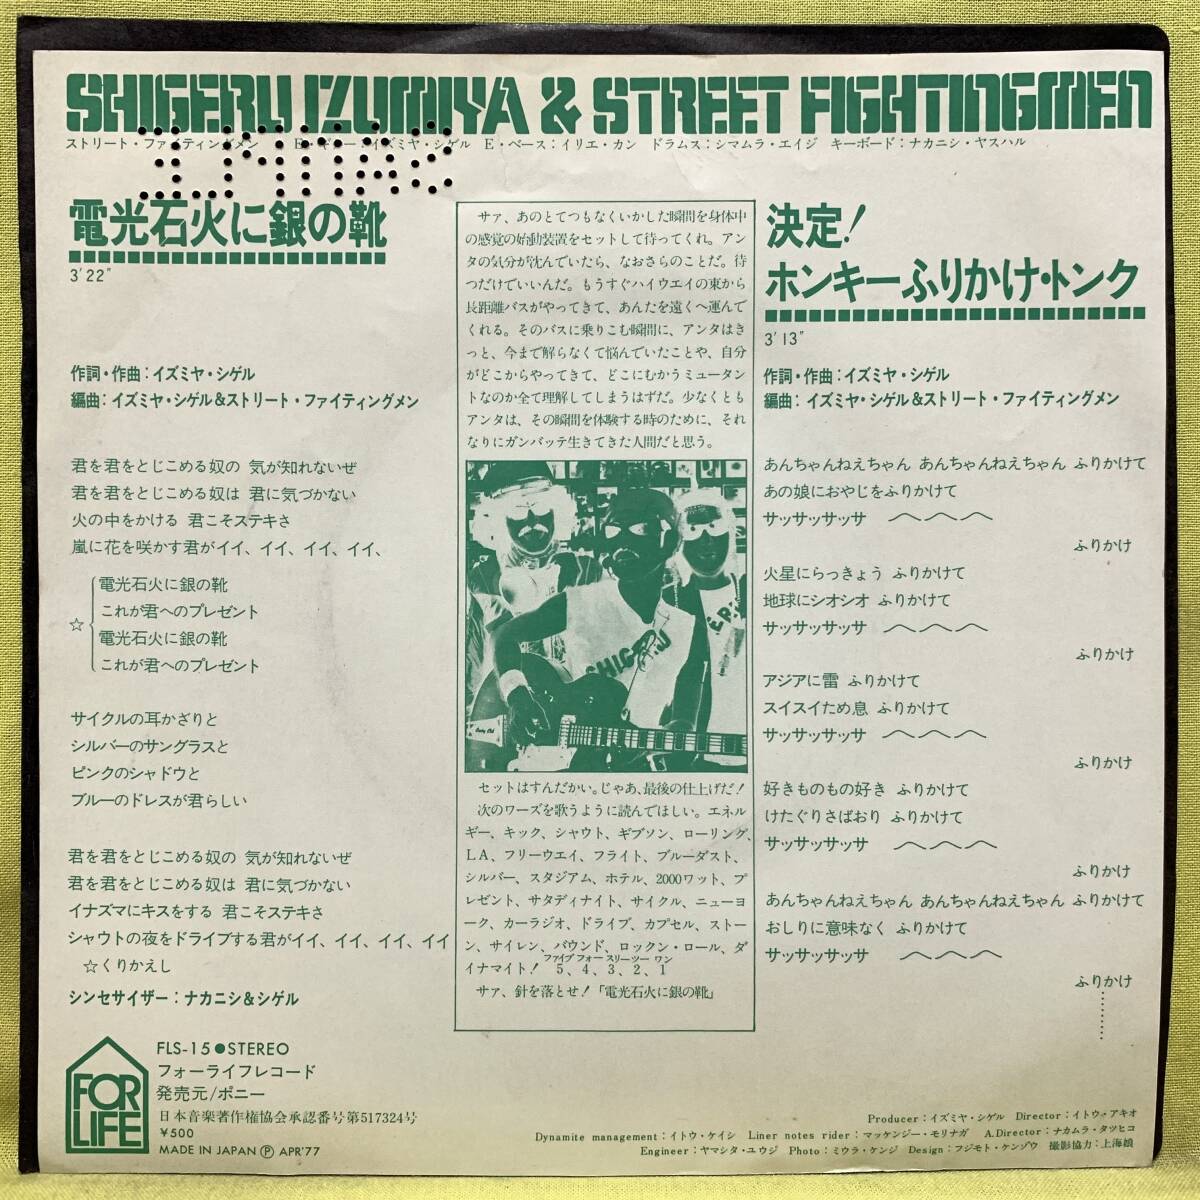 SHIGERU IZUMIYA & STREET FIGHTINGMEN
ストリート・ファイティングメン E・ギター:イズミヤ・シゲル E・ベース:イリエ・カン ドラムス:シマムラ・エイジ キーボード:ナカニシ・ヤスハル
電光石火に銀の靴
3'22"
作詞・作曲:イズミヤ・シゲル
編曲:イズミヤ・シゲル&ストリート・ファイティングメン
君を君をとじこめる奴の 気が知れないぜ
君を君をとじこめる奴は 君に気づかない
火の中をかける 君こそステキさ
嵐に花を咲かす君がイイ、イイ、イイ、イイ、
☆
電光石火に銀の靴
これが君へのプレゼント
電光石火に銀の靴
これが君へのプレゼント
サイクルの耳かざりと
シルバーのサングラスと
ピンクのシャドウと
ブルーのドレスが君らしい
君を君をとじこめる奴の 気が知れないぜ
君を君をとじこめる奴は 君に気づかない
イナズマにキスをする 君こそステキさ
シャウトの夜をドライブする君がイイ、イイ、イイ、イイ
☆くりかえし
シンセサイザー:ナカニシ&シゲル
サァ、あのとてつもなくいかした瞬間を身体中
の感覚の始動装置をセットして待ってくれ。アン
タの気分が沈んでいたら、なおさらのことだ。待
つだけでいいんだ。もうすぐハイウエイの東から
長距離バスがやってきて、あんたを遠くへ運んで
くれる。そのバスに乗りこむ瞬間に、アンタはき
っと、今まで解らなくて悩んでいたことや、自分
がどこからやってきて、どこにむかうミュータン
トなのか全て理解してしまうはずだ。少なくとも
アンタは、その瞬間を体験する時のために、それ
なりにガンバッテ生きてきた人間だと思う。
セットはすんだかい。じゃあ、最後の仕上げだ!
次のワーズを歌うように読んでほしい。エネル
ギー、キック、シャウト、ギブソン、ローリング、
LA、フリーウエイ、フライト、ブルーダスト、
シルバー、スタジアム、ホテル、2000ワット、プ
レゼント、サタディナイト、サイクル、ニューヨ
ーク、カーラジオ、ドライブ、カプセル、ストー
ン、サイレン、バウンド、ロックン・ロール、ダ
イナマイト! 5、4、3、2、1
ファイブ フォー スリー ツー ワン
サァ、針を落とせ!「電光石火に銀の靴」
決定!
ホンキーふりかけ・トンク
3'13"
作詞・作曲:イズミヤ・シゲル
編曲:イズミヤ・シゲル&ストリート・ファイティングメン
あんちゃんねえちゃん あんちゃんねえちゃん ふりかけて
あの娘におやじをふりかけて
サッサッサッサ へへへ
ふりかけ
火星にらっきょう ふりかけて
地球にシオシオ ふりかけて
サッサッサッサ へへへ
ふりかけ
アジアに雷 ふりかけて
スイスイため息 ふりかけて
サッサッサッサ へへへ
ふりかけ
好きものもの好き ふりかけて
けたぐりさばおり ふりかけて
サッサッサッサ へへへ
ふりかけ
あんちゃんねえちゃん あんちゃんねえちゃん ふりかけて
おしりに意味なく ふりかけて
サッサッサッサ へへへ
ふりかけ
………
FOR LIFE
FLS-15●STEREO
フォーライフレコード
発売元/ポニー
日本音楽著作権協会承認番号第517324号
¥500
MADE IN JAPAN Ⓟ APR'77
Producer:イズミヤ・シゲル Director:イトウ・アキオ
Dynamite management:イトウ・ケイシ Liner notes rider:マッケンジー・モリナガ A.Director:ナカムラ・タツヒコ
Engineer:ヤマシタ・ユウジ Photo:ミウラ・ケンジ Design:フジモト・ケンゾウ 撮影協力:上海娘